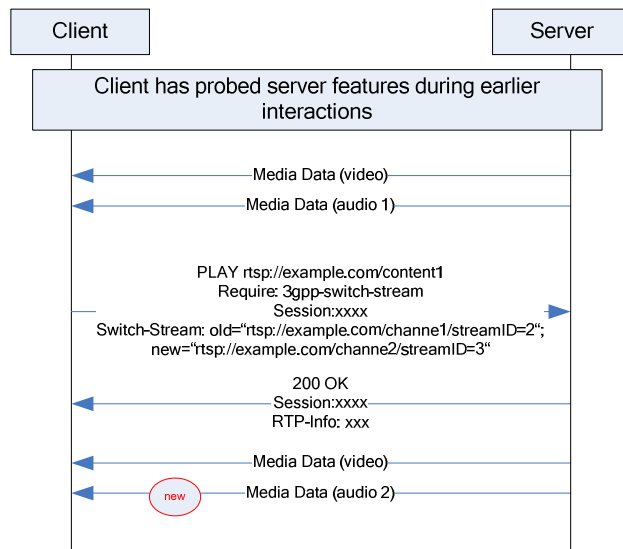 Client
Server
Client has probed server features during earlier
interactions
Media Data (video)
Media Data (audio 1)
PLAY rtsp://example.com/content1
Require: 3gpp-switch-stream
Session:xxxx
Switch-Stream: old=“rtsp://example.com/channe1/streamID=2“;
new=“rtsp://example.com/channe2/streamID=3“
200 OK
Session:xxxx
RTP-Info: xxx
Media Data (video)
new
Media Data (audio 2)